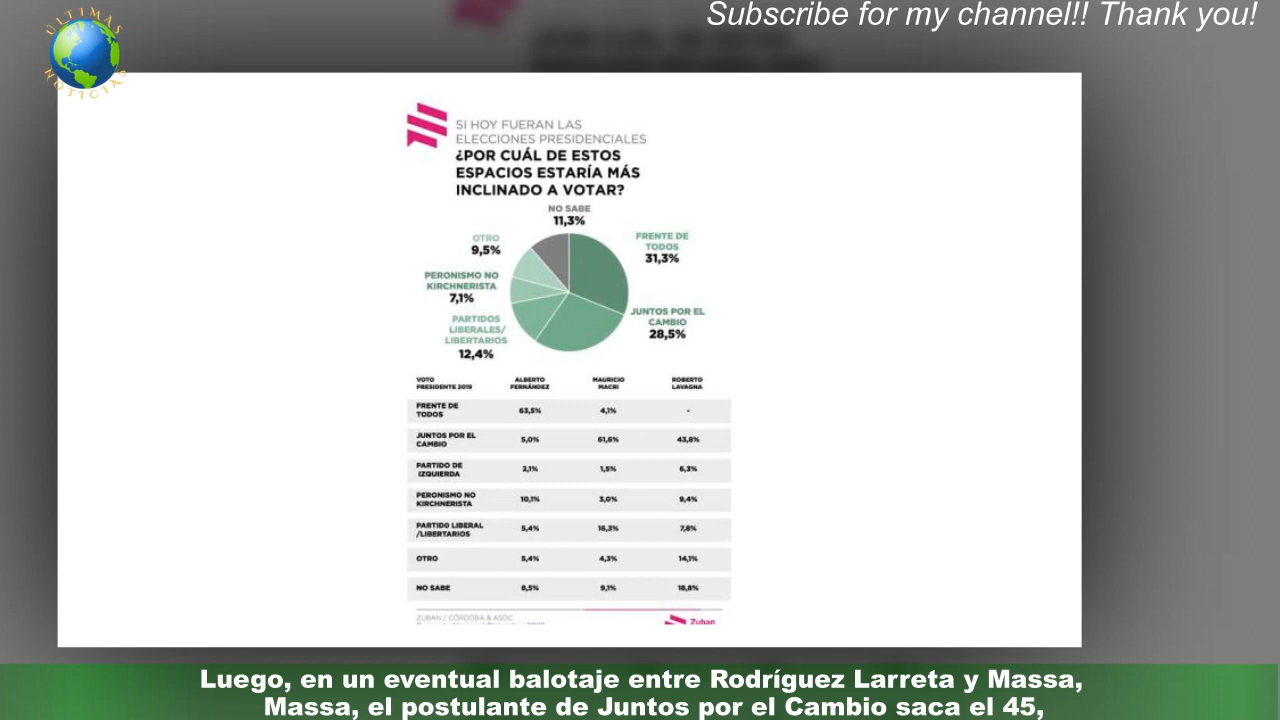 Subscribe for my channel!! Thank you!
ÚLTIMAS
NOTICIAS
SI HOY FUERAN LAS
ELECCIONES PRESIDENCIALES
¿POR CUÁL DE ESTOS
ESPACIOS ESTARÍA MÁS
INCLINADO A VOTAR?
NO SABE
11,3%
OTRO
9,5%
FRENTE DE
TODOS
31,3%
PERONISMO NO
KIRCHNERISTA
7,1%
JUNTOS POR EL
CAMBIO
28,5%
PARTIDOS
LIBERALES/
LIBERTARIOS
12,4%
VOTO PRESIDENTE 2019 ALBERTO FERNÁNDEZ MAURICIO MACRI ROBERTO LAVAGNA
FRENTE DE TODOS 63,5% 4,1% -
JUNTOS POR EL CAMBIO 5,0% 61,6% 43,8%
PARTIDO DE IZQUIERDA 2,1% 1,5% 6,3%
PERONISMO NO KIRCHNERISTA 10,1% 3,0% 9,4%
PARTIDO LIBERAL /LIBERTARIOS 5,4% 16,3% 7,8%
OTRO 5,4% 4,3% 14,1%
NO SABE 8,5% 9,1% 18,8%
ZUBAN / CÓRDOBA & ASOC.
Zuban
Luego, en un eventual balotaje entre Rodríguez Larreta y Massa,
Massa, el postulante de Juntos por el Cambio saca el 45,